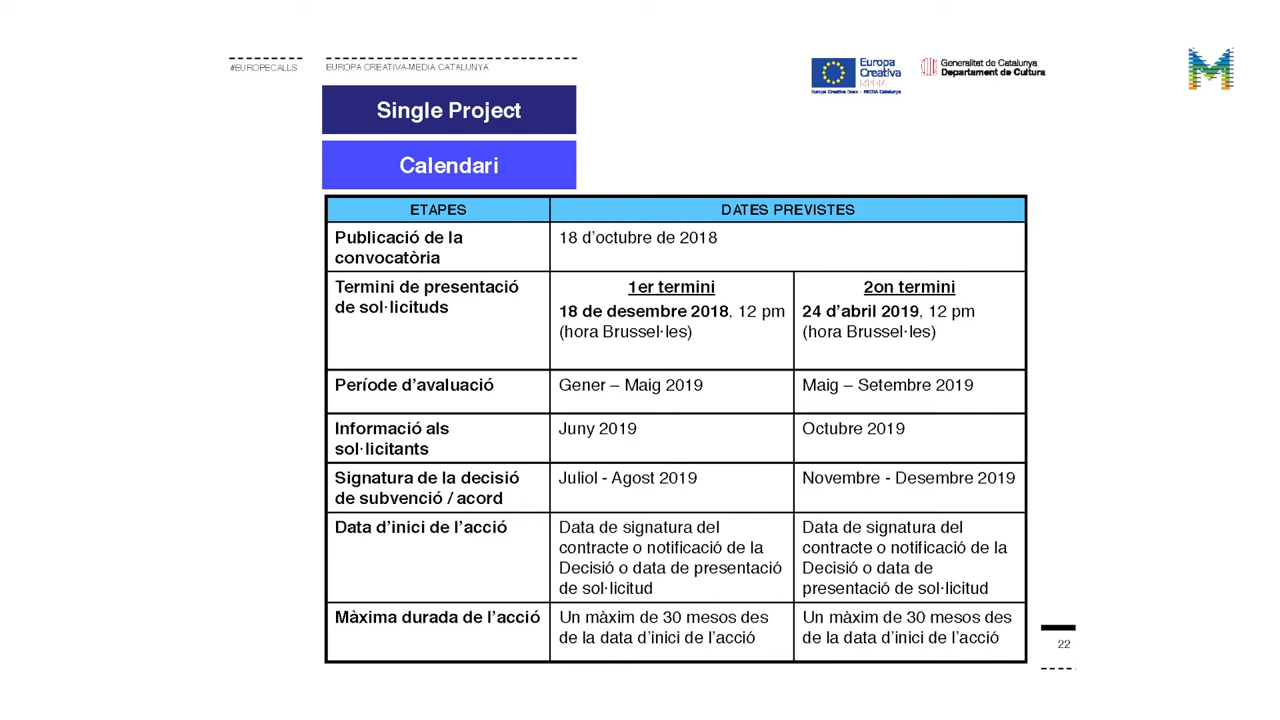 #EUROPECALLS
EUROPA CREATIVA-MEDIA CATALUNYA
Europa
Creativa
MEDIA
Europa Creativa Desk – MEDIA Catalunya
Generalitat de Catalunya
Departament de Cultura
Single Project
Calendari
ETAPES
DATES PREVISTES
Publicació de la
convocatòria
18 d’octubre de 2018
Termini de presentació
de sol·licituds
1er termini
18 de desembre 2018, 12 pm
(hora Brussel·les)
2on termini
24 d’abril 2019, 12 pm
(hora Brussel·les)
Període d’avaluació
Gener – Maig 2019
Maig – Setembre 2019
Informació als
sol·licitants
Juny 2019
Octubre 2019
Signatura de la decisió
de subvenció / acord
Juliol - Agost 2019
Novembre - Desembre 2019
Data d’inici de l’acció
Data de signatura del
contracte o notificació de la
Decisió o data de presentació
de sol·licitud
Data de signatura del
contracte o notificació de la
Decisió o data de
presentació de sol·licitud
Màxima durada de l’acció
Un màxim de 30 mesos des
de la data d’inici de l’acció
Un màxim de 30 mesos des
de la data d’inici de l’acció
22